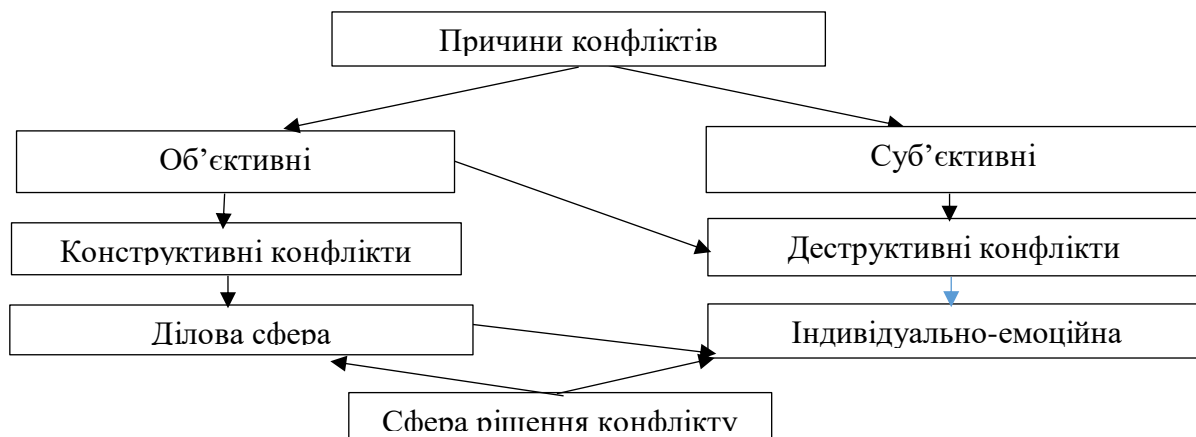 Причини конфліктів
Об’єктивні
Суб’єктивні
Конструктивні конфлікти
Деструктивні конфлікти
Ділова сфера
Індивідуально-емоційна
Сфера рішення конфлікту